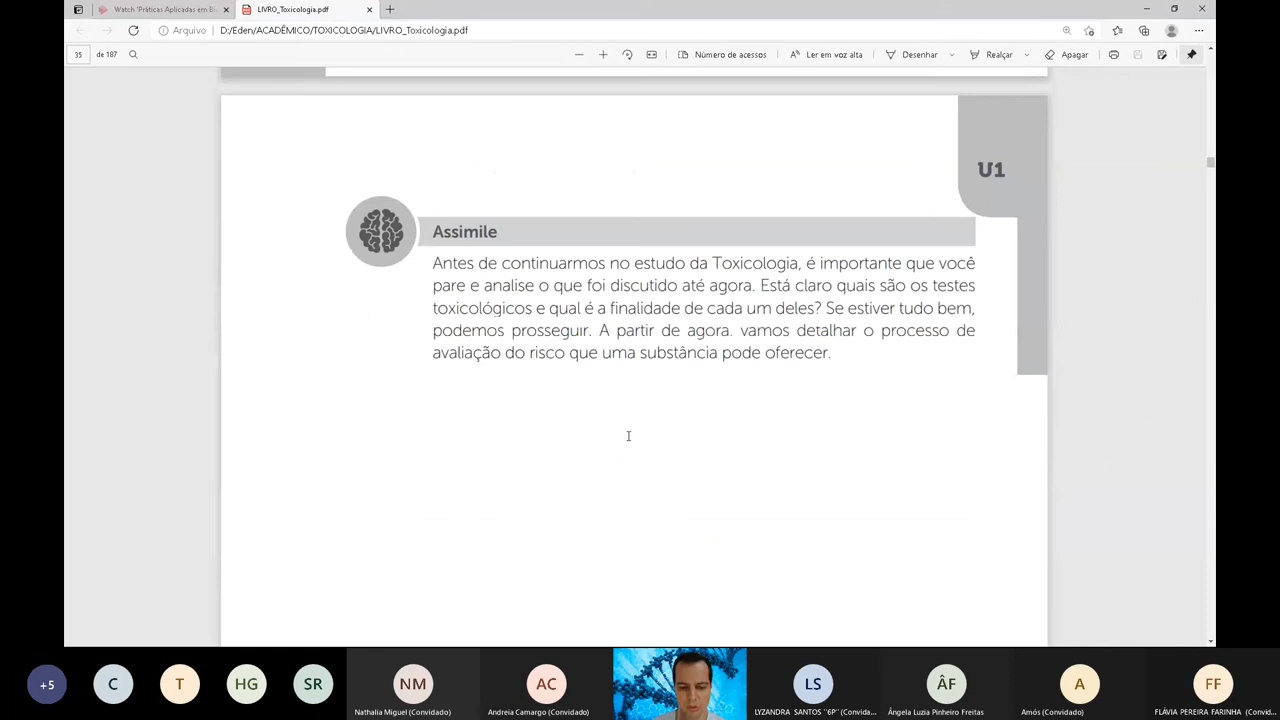 Watch 'Práticas Aplicadas em Bi
LIVRO_Toxicologia.pdf
Arquivo
D:/Eden/ACADÊMICO/TOXICOLOGIA/LIVRO_Toxicologia.pdf
35 de 187
Número de acessos
Ler em voz alta
Desenhar
Realçar
Apagar
U1
Assimile
Antes de continuarmos no estudo da Toxicologia, é importante que você
pare e analise o que foi discutido até agora. Está claro quais são os testes
toxicológicos e qual é a finalidade de cada um deles? Se estiver tudo bem,
podemos prosseguir. A partir de agora. vamos detalhar o processo de
avaliação do risco que uma substância pode oferecer.
+5
C
T
HG
SR
NM
AC
LS
ÂF
A
FF
Nathalia Miguel (Convidado)
Andreia Camargo (Convidado)
LYZANDRA SANTOS "6P" (Convida...
Ângela Luzia Pinheiro Freitas
Amós (Convidado)
FLÁVIA PEREIRA FARINHA (Convid...